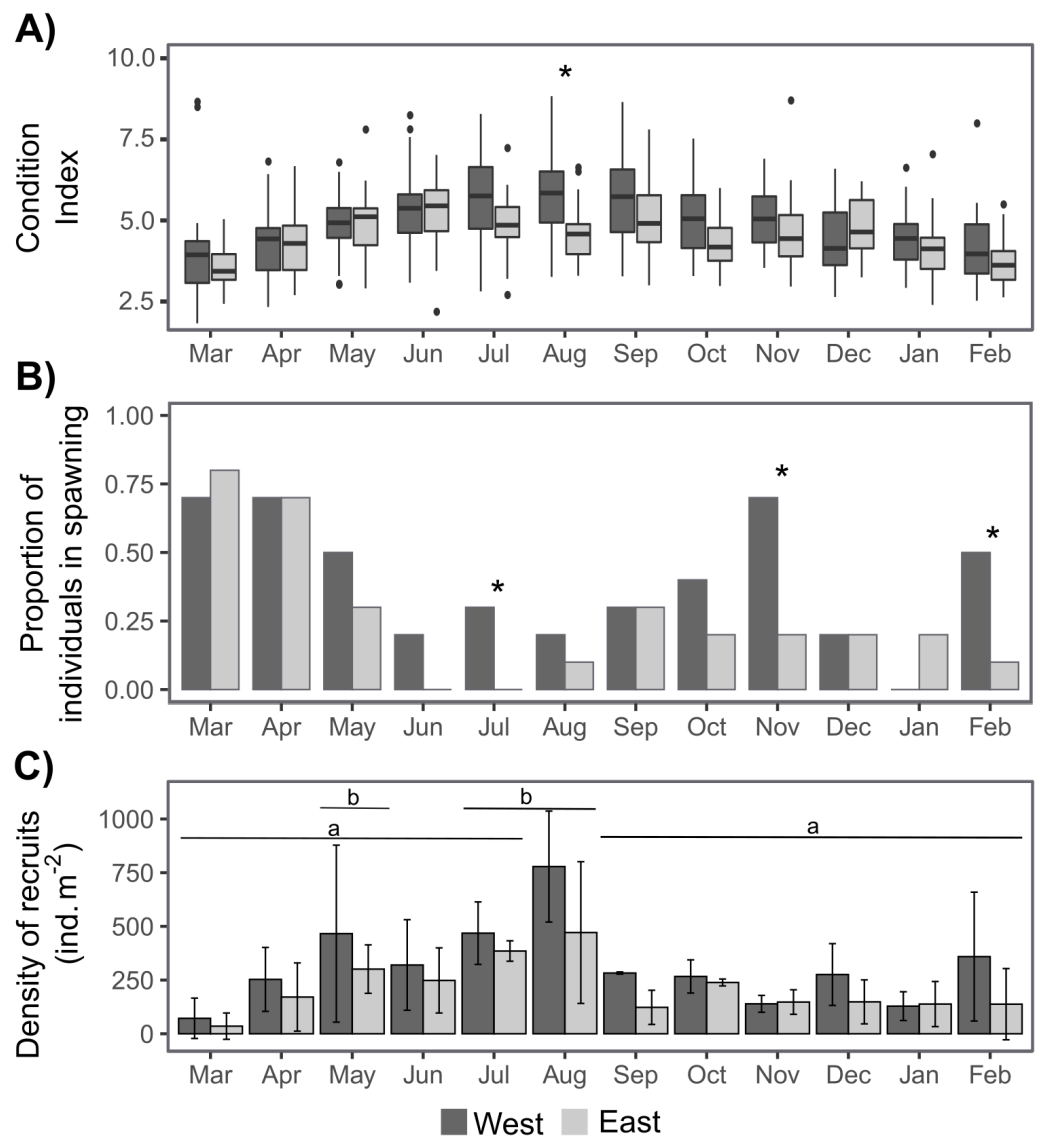 A)
Condition
Index
10.0
7.5
5.0
2.5
*
Mar Apr May Jun Jul Aug Sep Oct Nov Dec Jan Feb
B)
Proportion of
individuals in spawning
1.00
0.75
0.50
0.25
0.00
* * *
Mar Apr May Jun Jul Aug Sep Oct Nov Dec Jan Feb
C)
Density of recruits
(ind. m-2)
1000
750
500
250
0
b b
a a
Mar Apr May Jun Jul Aug Sep Oct Nov Dec Jan Feb
West East